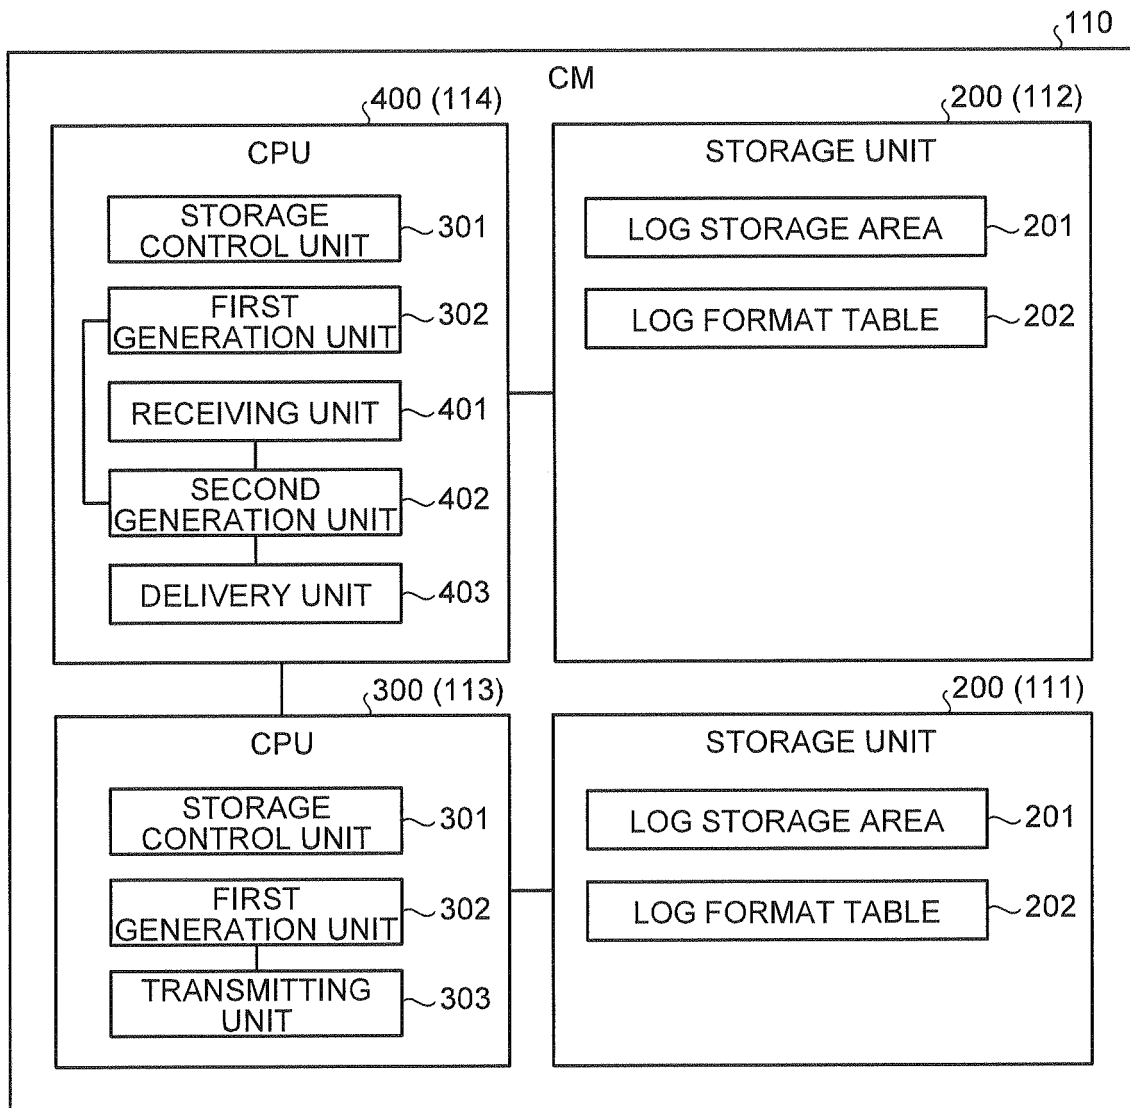 110
CM
400 (114)
CPU
STORAGE
CONTROL UNIT
301
FIRST
GENERATION UNIT
302
RECEIVING UNIT
401
SECOND
GENERATION UNIT
402
DELIVERY UNIT
403
200 (112)
STORAGE UNIT
LOG STORAGE AREA
201
LOG FORMAT TABLE
202
300 (113)
CPU
STORAGE
CONTROL UNIT
301
FIRST
GENERATION UNIT
302
TRANSMITTING
UNIT
303
200 (111)
STORAGE UNIT
LOG STORAGE AREA
201
LOG FORMAT TABLE
202